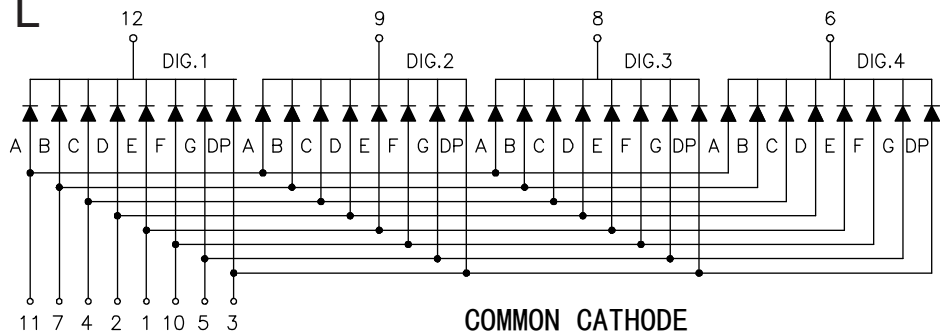 L
12 9 8 6
DIG.1 DIG.2 DIG.3 DIG.4
A B C D E F G DP A B C D E F G DP A B C D E F G DP A B C D E F G DP
11 7 4 2 1 10 5 3
COMMON CATHODE